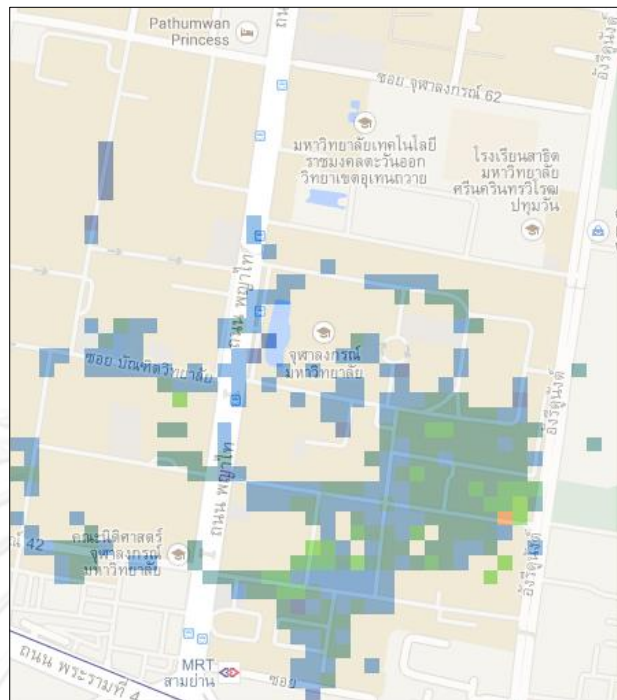 Pathumwan
Princess
ซอย จุฬาลงกรณ์ 62
อังรีดูนังต์
มหาวิทยาลัยเทคโนโลยี
ราชมงคลตะวันออก
วิทยาเขตอุเทนถวาย
โรงเรียนสาธิต
มหาวิทยาลัย
ศรีนครินทรวิโรฒ
ปทุมวัน
ถนน พญาไท
จุฬาลงกรณ์
มหาวิทยาลัย
ซอย บัณฑิตวิทยาลัย
อังรีดูนังต์
ถนน พญาไท
42
คณะนิติศาสตร์
จุฬาลงกรณ์
มหาวิทยาลัย
อังรีดูนังต์
ถนน พระรามที่ 4
MRT
สามย่าน
ซอย